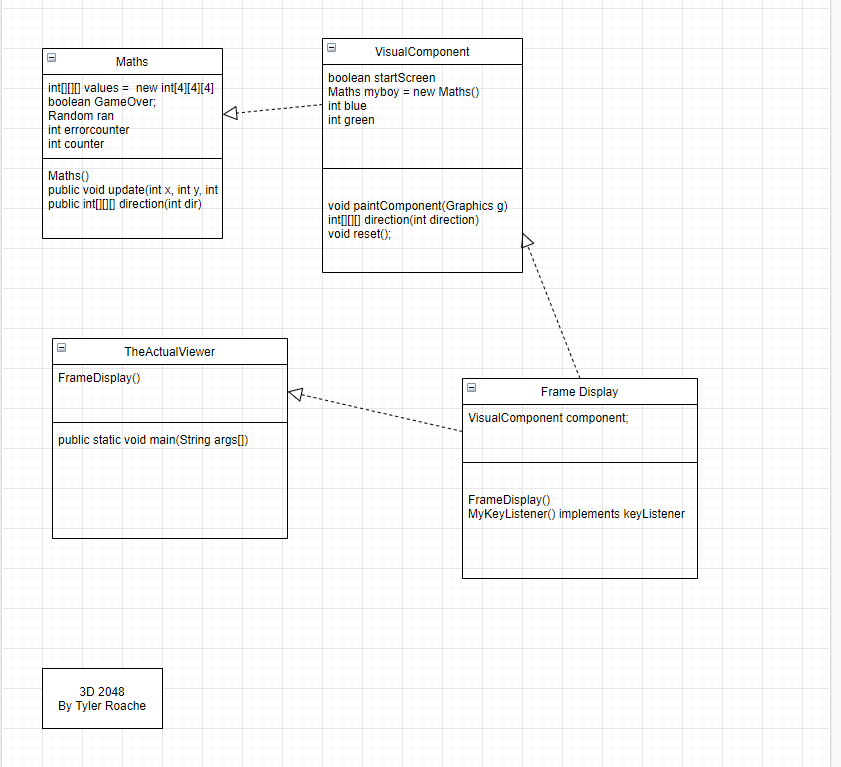 Maths
int[][][] values = new int[4][4][4]
boolean GameOver;
Random ran
int errorcounter
int counter
Maths()
public void update(int x, int y, int
public int[][][] direction(int dir)
VisualComponent
boolean startScreen
Maths myboy = new Maths()
int blue
int green
void paintComponent(Graphics g)
int[][][] direction(int direction)
void reset();
TheActualViewer
FrameDisplay()
public static void main(String args[])
Frame Display
VisualComponent component;
FrameDisplay()
MyKeyListener() implements keyListener
3D 2048
By Tyler Roache